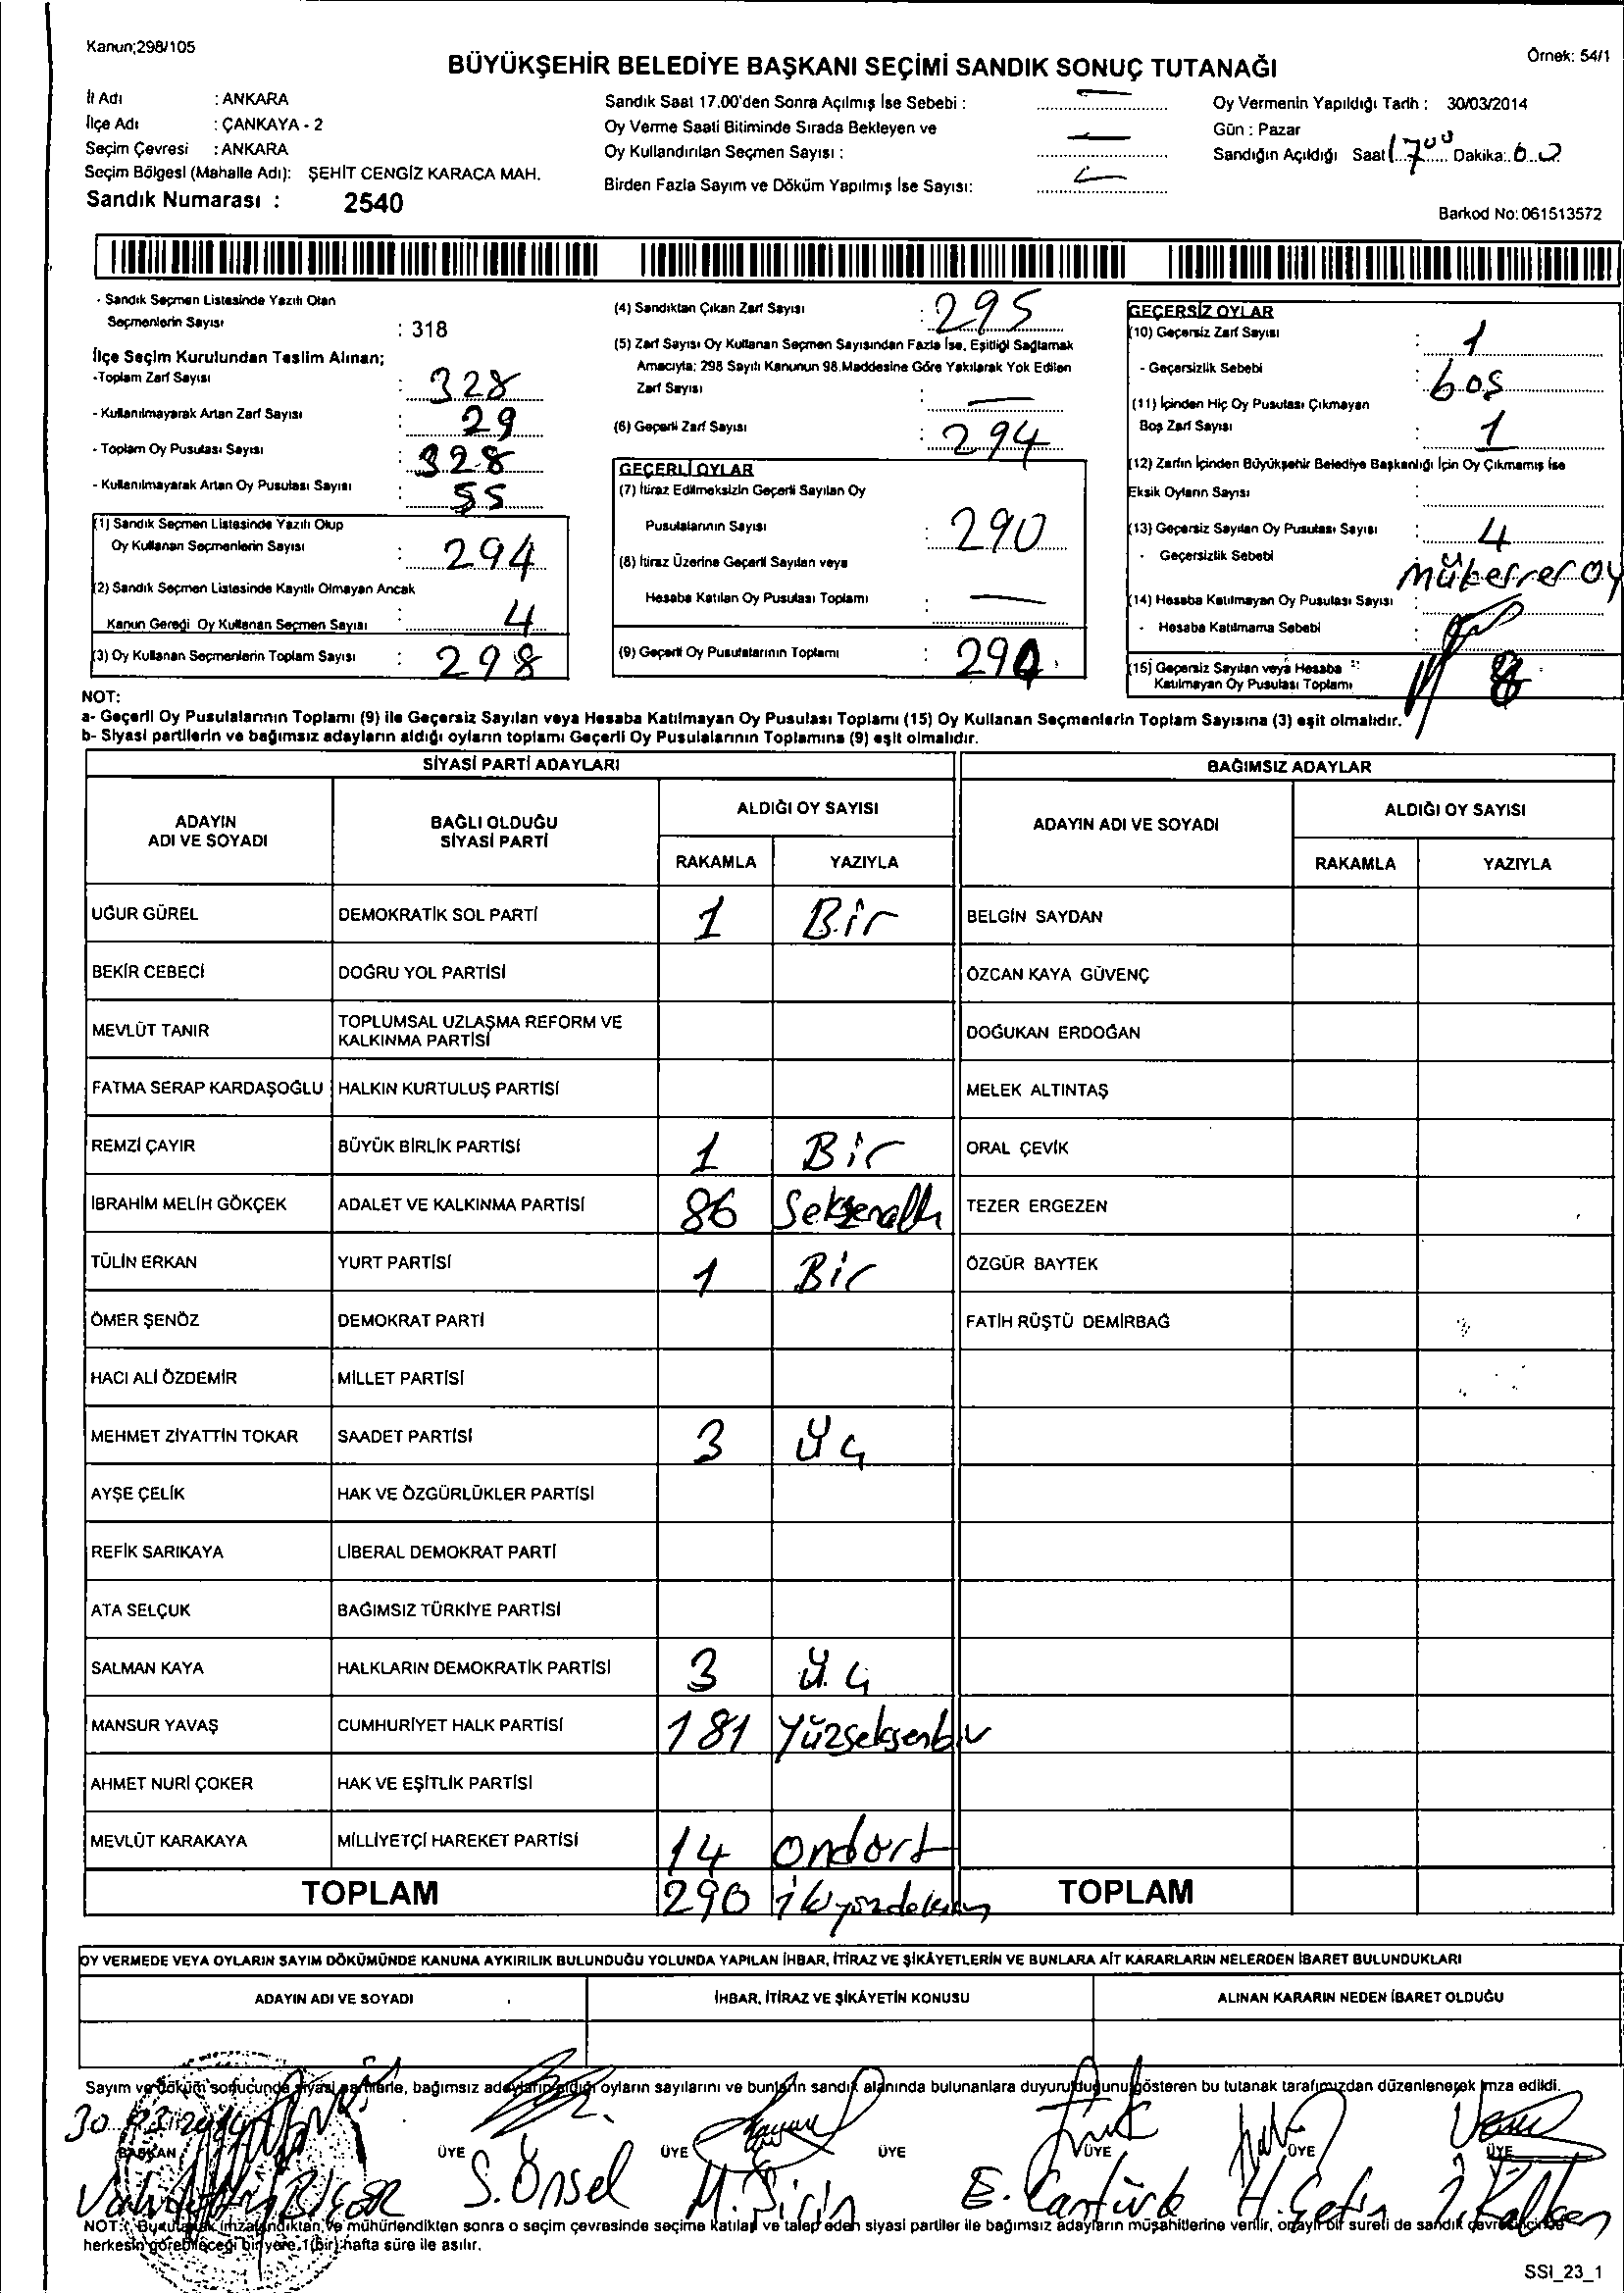 Kanun;298/105
Örnek: 54/1
BÜYÜKŞEHİR BELEDİYE BAŞKANI SEÇİMİ SANDIK SONUÇ TUTANAĞI
İl Adı : ANKARA
İlçe Adı : ÇANKAYA - 2
Seçim Çevresi : ANKARA
Seçim Bölgesi (Mahalle Adı): ŞEHİT CENGİZ KARACA MAH.
Sandık Numarası : 2540
Sandık Saat 17.00'den Sonra Açılmış İse Sebebi : —
Oy Verme Saati Bitiminde Sırada Bekleyen ve
Oy Kullandırılan Seçmen Sayısı : —
Birden Fazla Sayım ve Döküm Yapılmış İse Sayısı:
Oy Vermenin Yapıldığı Tarih : 30/03/2014
Gün : Pazar
Sandığın Açıldığı Saat 17 00 Dakika:. 00
Barkod No: 061513572
- Sandık Seçmen Listesinde Yazılı Olan
Seçmenlerin Sayısı : 318
İlçe Seçim Kurulundan Teslim Alınan;
-Toplam Zarf Sayısı : 328
- Kullanılmayarak Artan Zarf Sayısı : 29
- Toplam Oy Pusulası Sayısı : 328
- Kullanılmayarak Artan Oy Pusulası Sayısı : 55
(1) Sandık Seçmen Listesinde Yazılı Olup
Oy Kullanan Seçmenlerin Sayısı : 294
(2) Sandık Seçmen Listesinde Kayıtlı Olmayan Ancak
Kanun Gereği Oy Kullanan Seçmen Sayısı : 4
(3) Oy Kullanan Seçmenlerin Toplam Sayısı : 298
(4) Sandıktan Çıkan Zarf Sayısı : 295
(5) Zarf Sayısı Oy Kullanan Seçmen Sayısından Fazla İse, Eşitliği Sağlamak
Amacıyla; 298 Sayılı Kanunun 98.Maddesine Göre Yakılarak Yok Edilen
Zarf Sayısı : —
(6) Geçerli Zarf Sayısı : 294
GEÇERLİ OYLAR
(7) İtiraz Edilmeksizin Geçerli Sayılan Oy
Pusulalarının Sayısı : 290
(8) İtiraz Üzerine Geçerli Sayılan veya
Hesaba Katılan Oy Pusulası Toplamı : —
(9) Geçerli Oy Pusulalarının Toplamı : 290
GEÇERSİZ OYLAR
(10) Geçersiz Zarf Sayısı : 1
- Geçersizlik Sebebi : boş
(11) İçinden Hiç Oy Pusulası Çıkmayan
Boş Zarf Sayısı : 1
(12) Zarfın İçinden Büyükşehir Belediye Başkanlığı İçin Oy Çıkmamış İse
Eksik Oyların Sayısı :
(13) Geçersiz Sayılan Oy Pusulası Sayısı : 4
- Geçersizlik Sebebi mükerrer oy
(14) Hesaba Katılmayan Oy Pusulası Sayısı :
- Hesaba Katılmama Sebebi
(15) Geçersiz Sayılan veya Hesaba :
Katılmayan Oy Pusulası Toplamı
NOT:
a- Geçerli Oy Pusulalarının Toplamı (9) ile Geçersiz Sayılan veya Hesaba Katılmayan Oy Pusulası Toplamı (15) Oy Kullanan Seçmenlerin Toplam Sayısına (3) eşit olmalıdır.
b- Siyasi partilerin ve bağımsız adayların aldığı oyların toplamı Geçerli Oy Pusulalarının Toplamına (9) eşit olmalıdır.
SİYASİ PARTİ ADAYLARI BAĞIMSIZ ADAYLAR
ADAYIN ADI VE SOYADI BAĞLI OLDUĞU SİYASİ PARTİ ALDIĞI OY SAYISI ADAYIN ADI VE SOYADI ALDIĞI OY SAYISI
RAKAMLA YAZIYLA RAKAMLA YAZIYLA
UĞUR GÜREL DEMOKRATİK SOL PARTİ 1 Bir BELGİN SAYDAN
BEKİR CEBECİ DOĞRU YOL PARTİSİ ÖZCAN KAYA GÜVENÇ
MEVLÜT TANIR TOPLUMSAL UZLAŞMA REFORM VE KALKINMA PARTİSİ DOĞUKAN ERDOĞAN
FATMA SERAP KARDAŞOĞLU HALKIN KURTULUŞ PARTİSİ MELEK ALTINTAŞ
REMZİ ÇAYIR BÜYÜK BİRLİK PARTİSİ 1 Bir ORAL ÇEVİK
İBRAHİM MELİH GÖKÇEK ADALET VE KALKINMA PARTİSİ 86 Seksenaltı TEZER ERGEZEN
TÜLİN ERKAN YURT PARTİSİ 1 Bir ÖZGÜR BAYTEK
ÖMER ŞENÖZ DEMOKRAT PARTİ FATİH RÜŞTÜ DEMİRBAĞ
HACI ALİ ÖZDEMİR MİLLET PARTİSİ
MEHMET ZİYATTİN TOKAR SAADET PARTİSİ 3 Üç
AYŞE ÇELİK HAK VE ÖZGÜRLÜKLER PARTİSİ
REFİK SARIKAYA LİBERAL DEMOKRAT PARTİ
ATA SELÇUK BAĞIMSIZ TÜRKİYE PARTİSİ
SALMAN KAYA HALKLARIN DEMOKRATİK PARTİSİ 3 Üç
MANSUR YAVAŞ CUMHURİYET HALK PARTİSİ 181 Yüzseksenbir
AHMET NURİ ÇOKER HAK VE EŞİTLİK PARTİSİ
MEVLÜT KARAKAYA MİLLİYETÇİ HAREKET PARTİSİ 14 Ondört
TOPLAM 290 TOPLAM
OY VERMEDE VEYA OYLARIN SAYIM DÖKÜMÜNDE KANUNA AYKIRILIK BULUNDUĞU YOLUNDA YAPILAN İHBAR, İTİRAZ VE ŞİKÂYETLERİN VE BUNLARA AİT KARARLARIN NELERDEN İBARET BULUNDUKLARI
ADAYIN ADI VE SOYADI İHBAR, İTİRAZ VE ŞİKÂYETİN KONUSU ALINAN KARARIN NEDEN İBARET OLDUĞU
Sayım ve döküm sonucunda siyasi partilerle, bağımsız adayların aldığı oyların sayılarını ve bunların sandık alanında bulunanlara duyurulduğunu gösteren bu tutanak tarafımızdan düzenlenerek imza edildi.
30.03.2014
BAŞKAN ÜYE ÜYE ÜYE ÜYE ÜYE ÜYE
S. Önsel M. Şirin E. Cantürk H. Çetin
NOT: Bu tutanak imzalandıktan ve mühürlendikten sonra o seçim çevresinde seçime katılan ve talep eden siyasi partiler ile bağımsız adayların müşahitlerine verilir, onaylı bir sureti de sandık çevresi içinde
herkesin görebileceği bir yere 1(bir) hafta süre ile asılır.
SSI_23_1